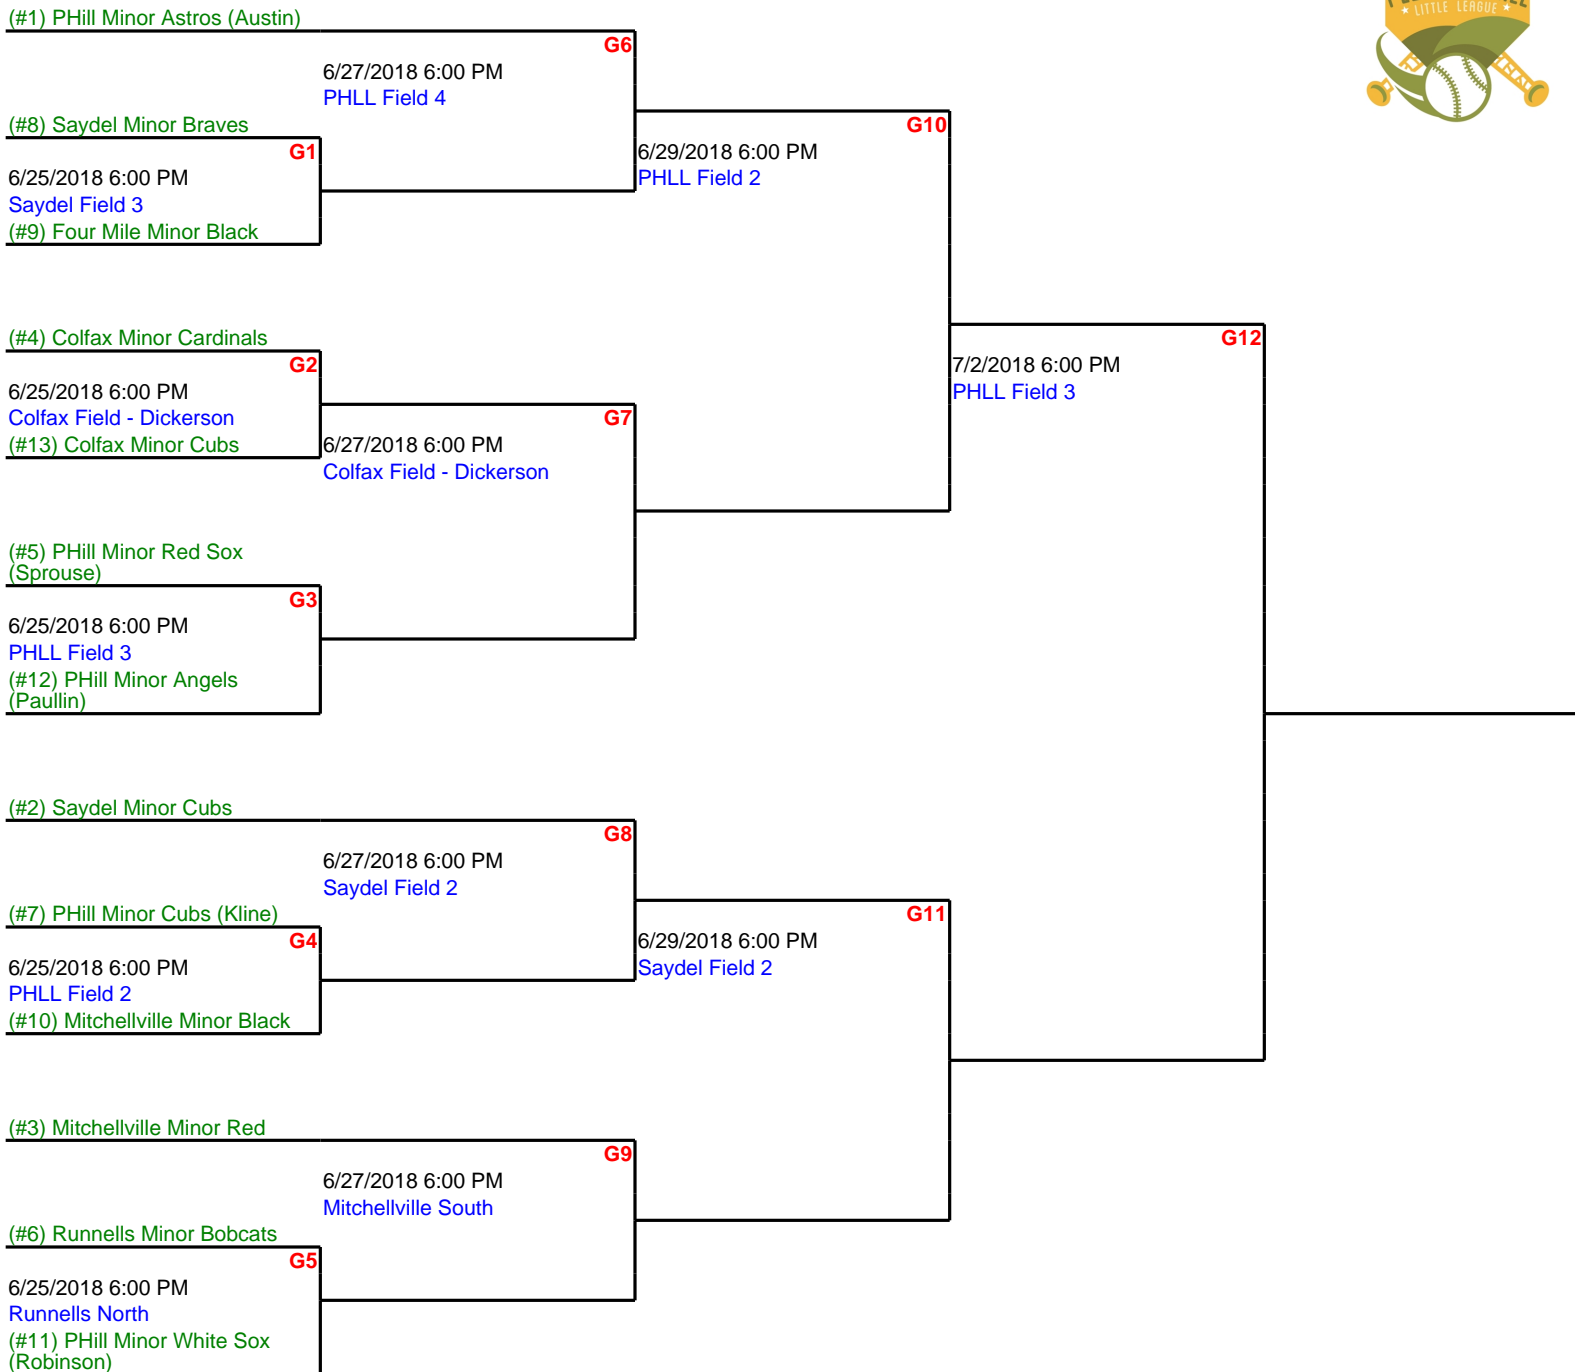 (#1) PHill Minor Astros (Austin)
★ LITTLE LEAGUE ★
G6
6/27/2018 6:00 PM
PHLL Field 4
(#8) Saydel Minor Braves
G10
G1
6/29/2018 6:00 PM
6/25/2018 6:00 PM
PHLL Field 2
Saydel Field 3
(#9) Four Mile Minor Black
(#4) Colfax Minor Cardinals
G12
G2
7/2/2018 6:00 PM
6/25/2018 6:00 PM
PHLL Field 3
Colfax Field - Dickerson
G7
(#13) Colfax Minor Cubs
6/27/2018 6:00 PM
Colfax Field - Dickerson
(#5) PHill Minor Red Sox
(Sprouse)
G3
6/25/2018 6:00 PM
PHLL Field 3
(#12) PHill Minor Angels
(Paullin)
(#2) Saydel Minor Cubs
G8
6/27/2018 6:00 PM
Saydel Field 2
(#7) PHill Minor Cubs (Kline)
G11
G4
6/29/2018 6:00 PM
6/25/2018 6:00 PM
Saydel Field 2
PHLL Field 2
(#10) Mitchellville Minor Black
(#3) Mitchellville Minor Red
G9
6/27/2018 6:00 PM
Mitchellville South
(#6) Runnells Minor Bobcats
G5
6/25/2018 6:00 PM
Runnells North
(#11) PHill Minor White Sox
(Robinson)